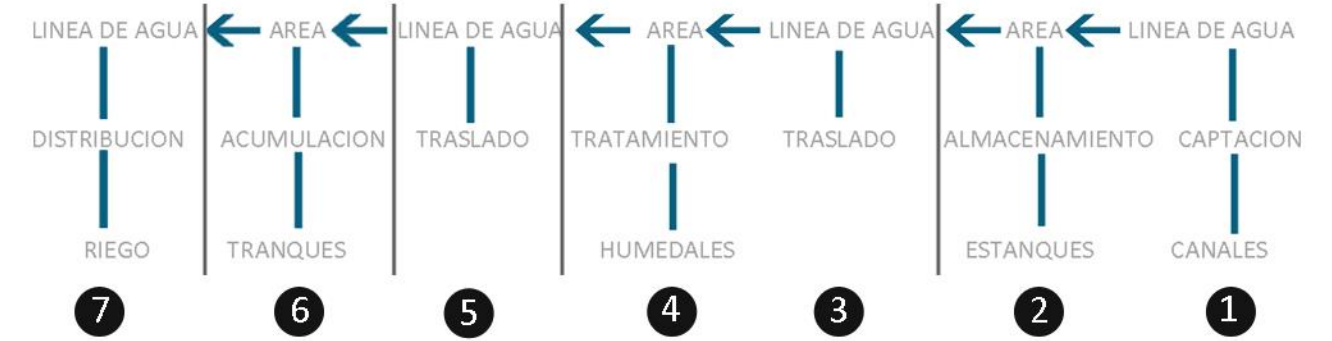 LINEA DE AGUA AREA LINEA DE AGUA AREA LINEA DE AGUA AREA LINEA DE AGUA
DISTRIBUCION ACUMULACION TRASLADO TRATAMIENTO TRASLADO ALMACENAMIENTO CAPTACION
RIEGO TRANQUES HUMEDALES ESTANQUES CANALES
7 6 5 4 3 2 1